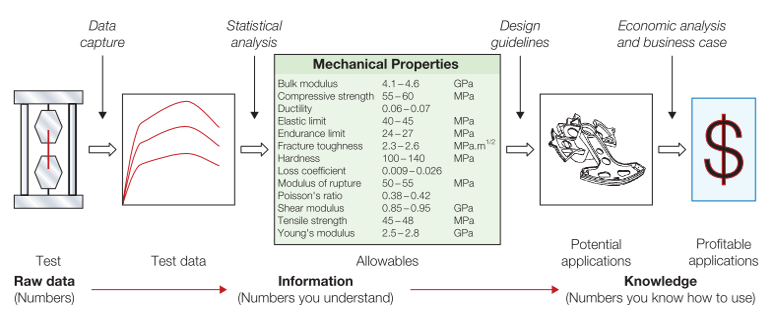 Data
capture
Statistical
analysis
Design
guidelines
Economic analysis
and business case
Mechanical Properties
Bulk modulus 4.1–4.6 GPa
Compressive strength 55–60 MPa
Ductility 0.06–0.07
Elastic limit 40–45 MPa
Endurance limit 24–27 MPa
Fracture toughness 2.3–2.6 MPa.m1/2
Hardness 100–140 MPa
Loss coefficient 0.009–0.026
Modulus of rupture 50–55 MPa
Poisson's ratio 0.38–0.42
Shear modulus 0.85–0.95 GPa
Tensile strength 45–48 MPa
Young's modulus 2.5–2.8 GPa
$
Test
Test data
Allowables
Potential
applications
Profitable
applications
Raw data
(Numbers)
Information
(Numbers you understand)
Knowledge
(Numbers you know how to use)